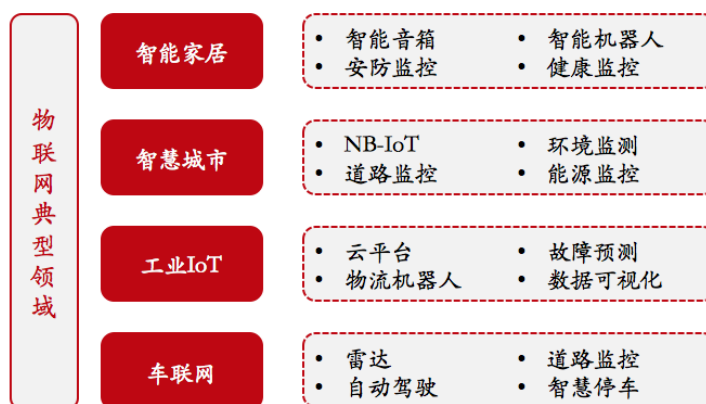 物联网典型领域
智能家居
• 智能音箱 • 智能机器人
• 安防监控 • 健康监控
智慧城市
• NB-IoT • 环境监测
• 道路监控 • 能源监控
工业IoT
• 云平台 • 故障预测
• 物流机器人 • 数据可视化
车联网
• 雷达 • 道路监控
• 自动驾驶 • 智慧停车